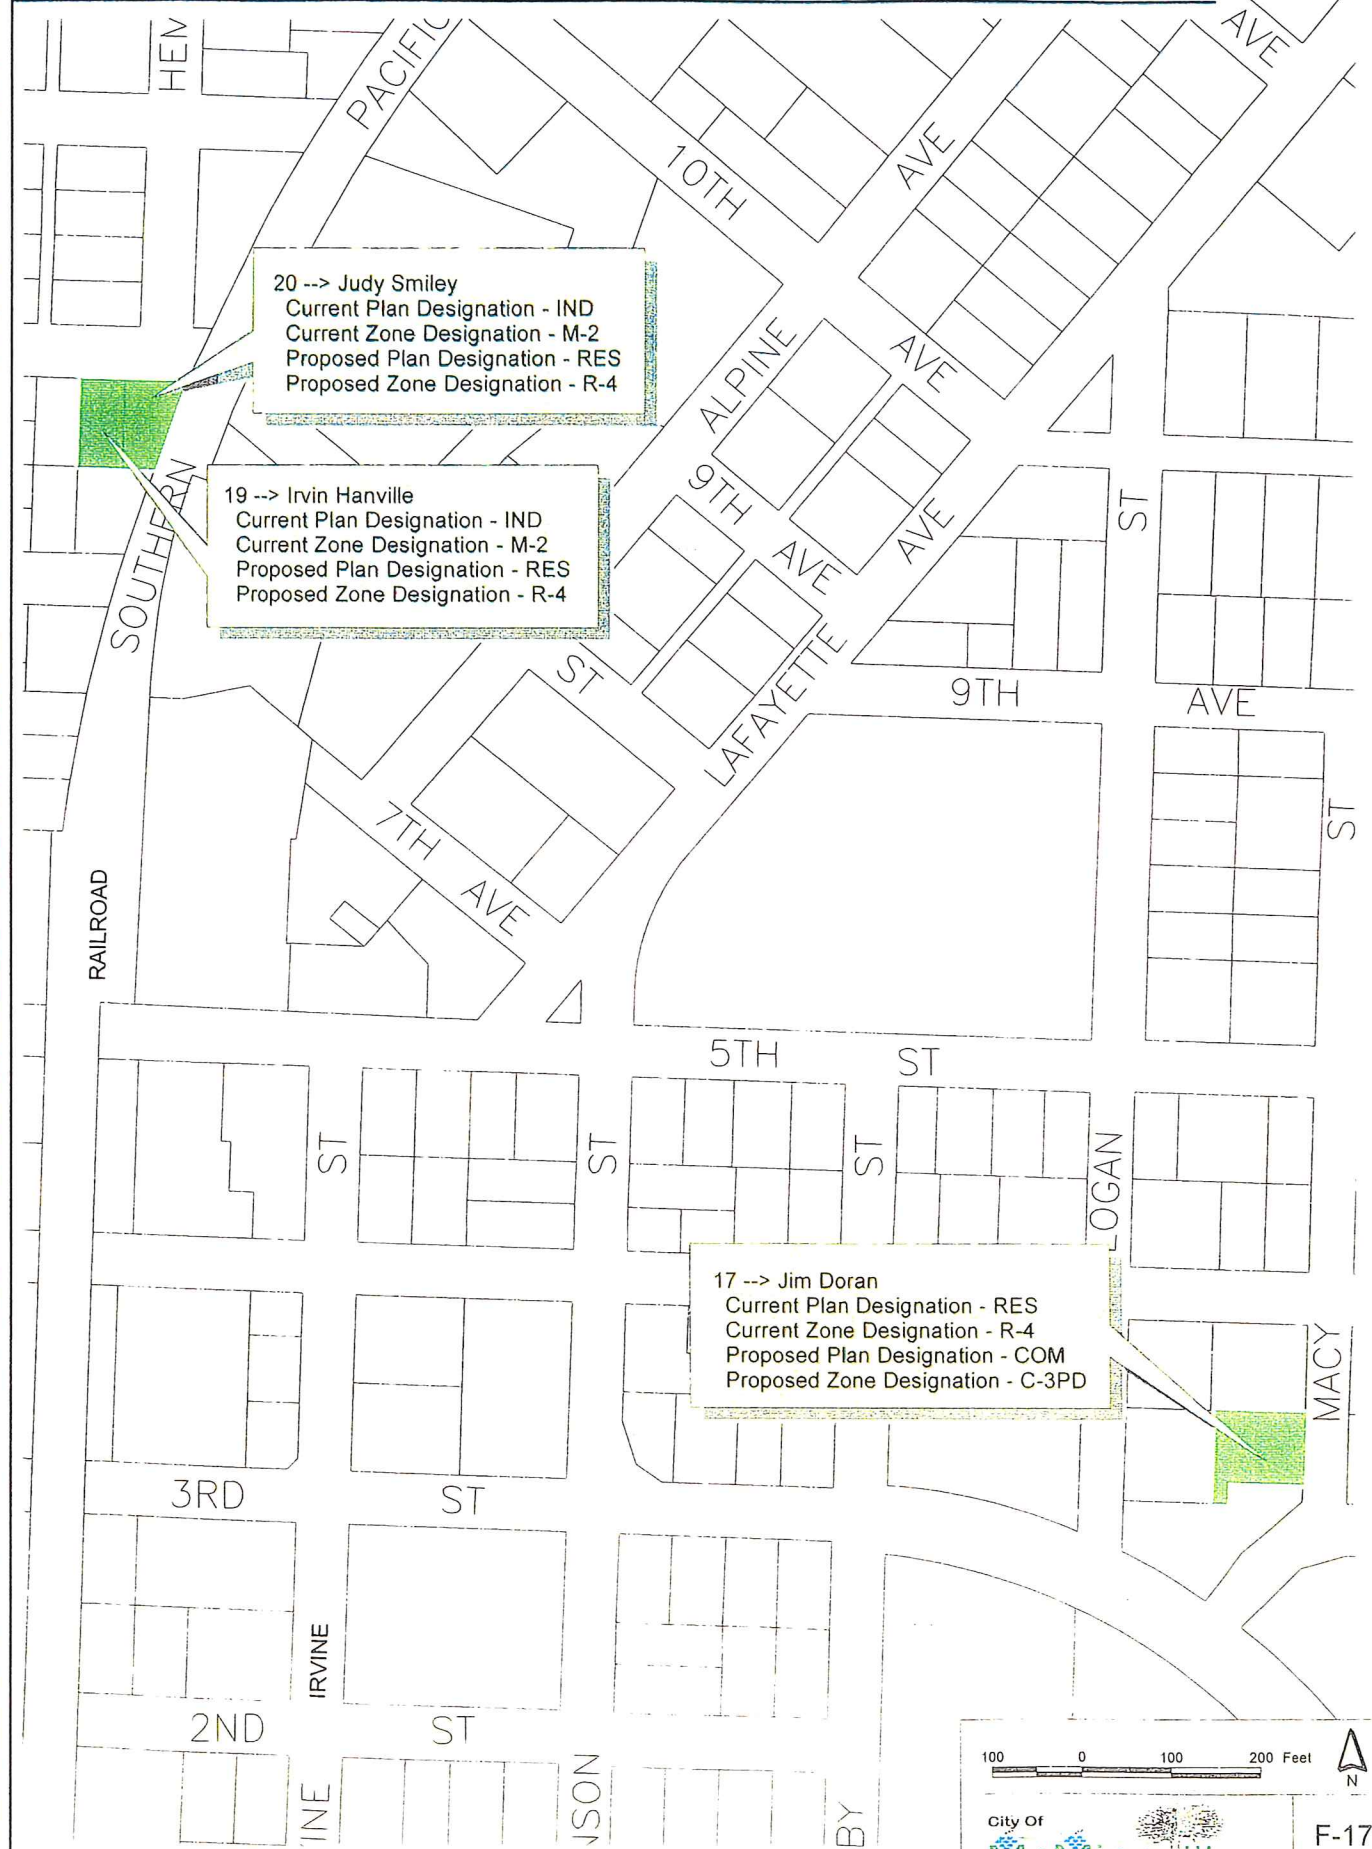 HEN
PACIFIC
AVE
10TH
AVE
20 --> Judy Smiley
Current Plan Designation - IND
Current Zone Designation - M-2
Proposed Plan Designation - RES
Proposed Zone Designation - R-4
ALPINE
AVE
19 --> Irvin Hanville
Current Plan Designation - IND
Current Zone Designation - M-2
Proposed Plan Designation - RES
Proposed Zone Designation - R-4
SOUTHERN
9TH
AVE
AVE
ST
ST
LAFAYETTE
9TH
AVE
ST
7TH
AVE
RAILROAD
5TH
ST
ST
ST
ST
LOGAN
17 --> Jim Doran
Current Plan Designation - RES
Current Zone Designation - R-4
Proposed Plan Designation - COM
Proposed Zone Designation - C-3PD
MACY
3RD
ST
IRVINE
2ND
ST
INE
NSON
BY
100 0 100 200 Feet
N
City Of
F-17